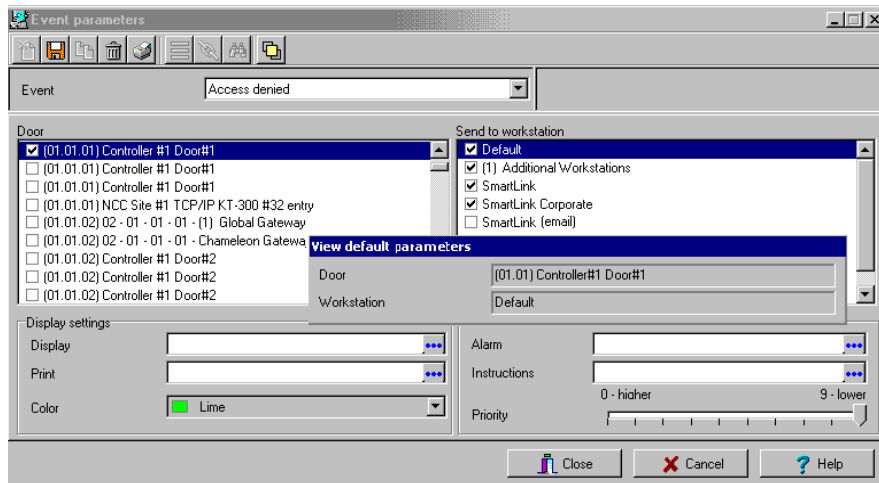 Event parameters
Event Access denied
Door
(01.01.01) Controller #1 Door#1
(01.01.01) Controller #1 Door#1
(01.01.01) Controller #1 Door#1
(01.01.01) NCC Site #1 TCP/IP KT-300 #32 entry
(01.01.02) 02 - 01 - 01 - 01 - (1) Global Gateway
(01.01.02) 02 - 01 - 01 - 01 - Chameleon Gatewa
(01.01.02) Controller #1 Door#2
(01.01.02) Controller #1 Door#2
(01.01.02) Controller #1 Door#2
Send to workstation
Default
(1) Additional Workstations
SmartLink
SmartLink Corporate
SmartLink (email)
View default parameters
Door (01.01) Controller#1 Door#1
Workstation Default
Display settings
Display
Print
Color Lime
Alarm
Instructions
0 - higher 9 - lower
Priority
Close Cancel Help